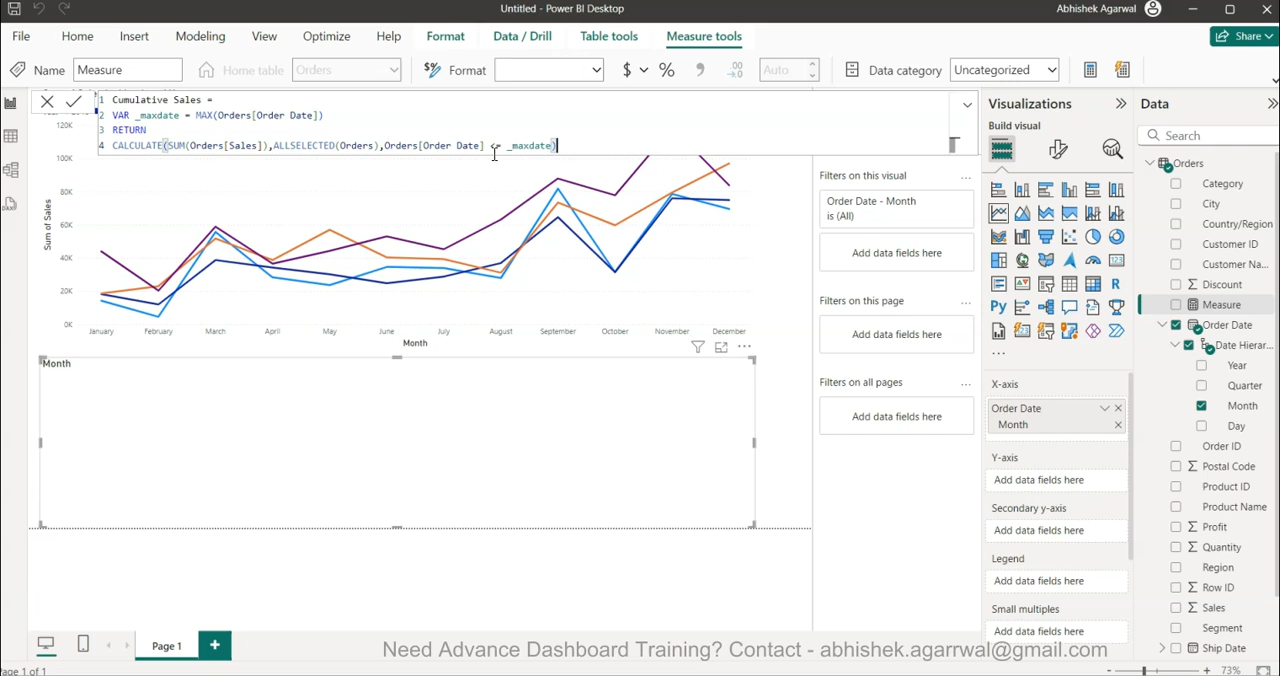 Untitled - Power BI Desktop
Abhishek Agarwal
File Home Insert Modeling View Optimize Help Format Data / Drill Table tools Measure tools Share
Name Measure Home table Orders Format $ % Auto Data category Uncategorized
1 Cumulative Sales =
2 VAR _maxdate = MAX(Orders[Order Date])
3 RETURN
4 CALCULATE(SUM(Orders[Sales]),ALLSELECTED(Orders),Orders[Order Date] <= _maxdate)
120K
100K
80K
60K
40K
20K
0K
Sum of Sales
January February March April May June July August September October November December
Month
Month
Filters on this visual
Order Date - Month
is (All)
Add data fields here
Filters on this page
Add data fields here
Filters on all pages
Add data fields here
Visualizations
Build visual
R
Py
123
X-axis
Order Date
Month
Y-axis
Add data fields here
Secondary y-axis
Add data fields here
Legend
Add data fields here
Small multiples
Add data fields here
Data
Search
Orders
Category
City
Country/Region
Customer ID
Customer Na...
Discount
Measure
Order Date
Date Hierar...
Year
Quarter
Month
Day
Order ID
Postal Code
Product ID
Product Name
Profit
Quantity
Region
Row ID
Sales
Segment
Ship Date
Page 1
Need Advance Dashboard Training? Contact - abhishek.agarrwal@gmail.com
age 1 of 1
73%